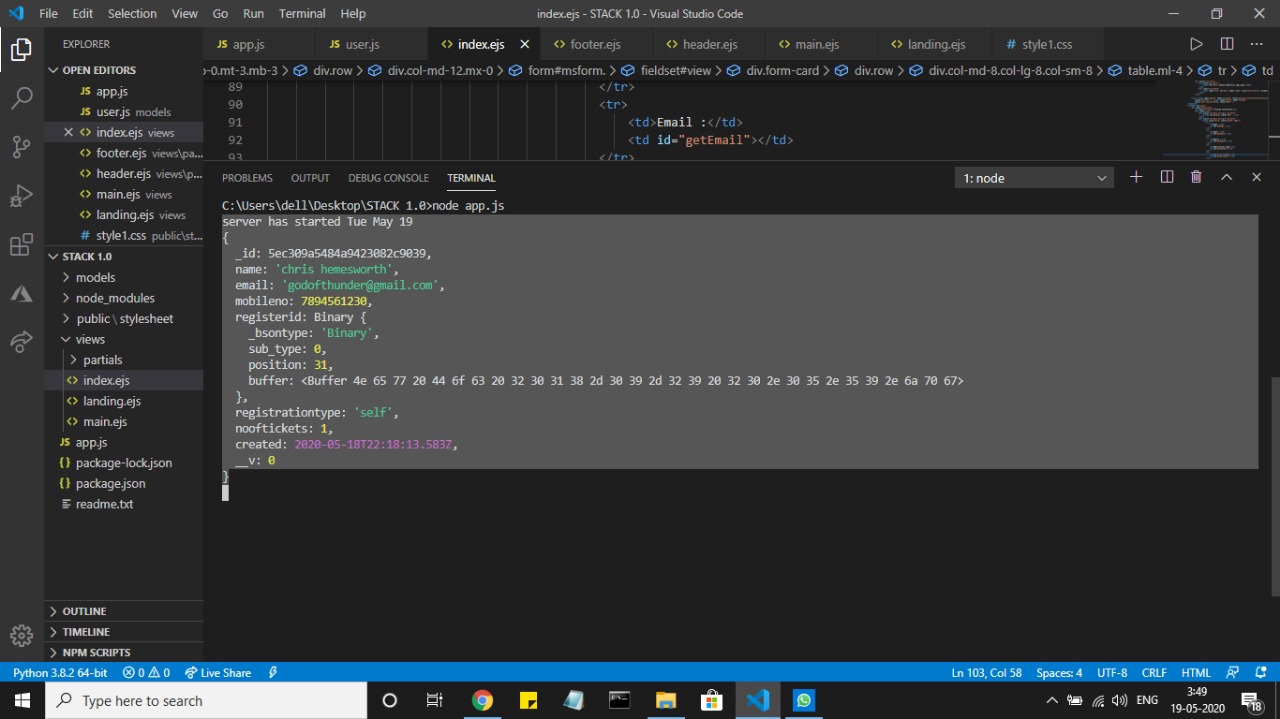 File Edit Selection View Go Run Terminal Help
index.ejs - STACK 1.0 - Visual Studio Code
EXPLORER
OPEN EDITORS
JS app.js
JS user.js models
index.ejs views
footer.ejs views\pa...
header.ejs views\p...
main.ejs views
landing.ejs views
# style1.css public\st...
STACK 1.0
models
node_modules
public \ stylesheet
views
partials
index.ejs
landing.ejs
main.ejs
JS app.js
{} package-lock.json
{} package.json
readme.txt
OUTLINE
TIMELINE
NPM SCRIPTS
JS app.js JS user.js index.ejs footer.ejs header.ejs main.ejs landing.ejs # style1.css
o-0.mt-3.mb-3 > div.row > div.col-md-12.mx-0 > form#msform. > fieldset#view > div.form-card > div.row > div.col-md-8.col-lg-8.col-sm-8 > table.ml-4 > tr > td
89 </tr>
90 <tr>
91 <td>Email :</td>
92 <td id="getEmail"></td>
93 </tr>
PROBLEMS OUTPUT DEBUG CONSOLE TERMINAL
1: node
C:\Users\dell\Desktop\STACK 1.0>node app.js
server has started Tue May 19
{
_id: 5ec309a5484a9423082c9039,
name: 'chris hemesworth',
email: 'godofthunder@gmail.com',
mobileno: 7894561230,
registerid: Binary {
_bsontype: 'Binary',
sub_type: 0,
position: 31,
buffer: <Buffer 4e 65 77 20 44 6f 63 20 32 30 31 38 2d 30 39 2d 32 39 20 32 30 2e 30 35 2e 35 39 2e 6a 70 67>
},
registrationtype: 'self',
nooftickets: 1,
created: 2020-05-18T22:18:13.583Z,
__v: 0
}
Python 3.8.2 64-bit 0 0 Live Share
Ln 103, Col 58 Spaces: 4 UTF-8 CRLF HTML
Type here to search
ENG
3:49
19-05-2020
18